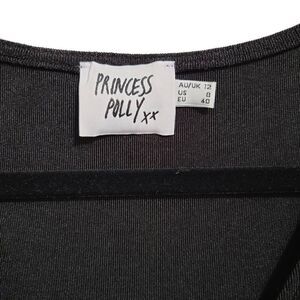 PRINCESS
POLLY xx
AU/UK 12
US 8
EU 40